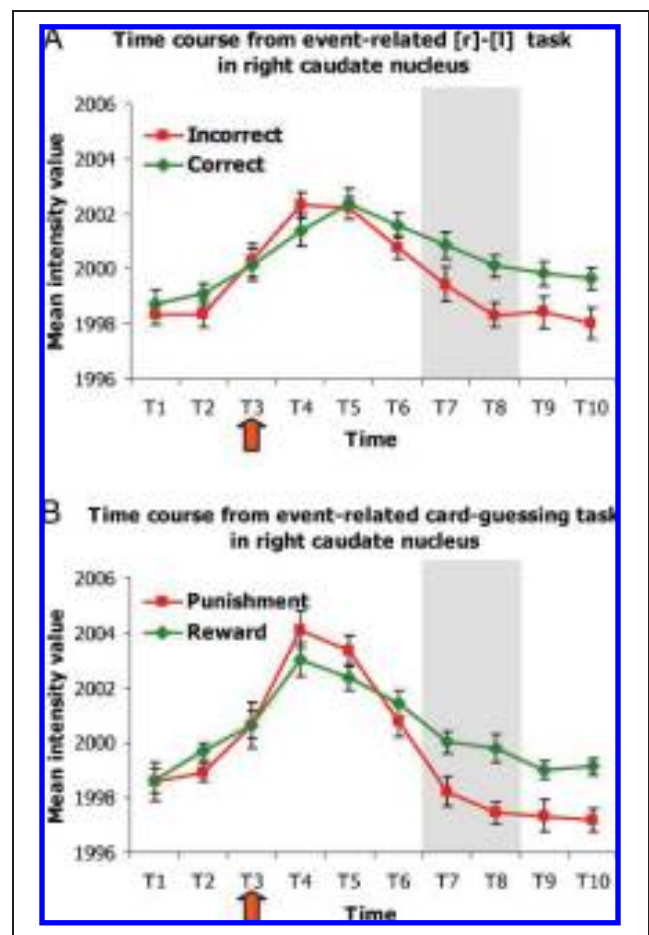 A
Time course from event-related [r]-[l] task
in right caudate nucleus
Mean intensity value
2006
2004
2002
2000
1998
1996
Incorrect
Correct
T1 T2 T3 T4 T5 T6 T7 T8 T9 T10
Time
B
Time course from event-related card-guessing task
in right caudate nucleus
Mean intensity value
2006
2004
2002
2000
1998
1996
Punishment
Reward
T1 T2 T3 T4 T5 T6 T7 T8 T9 T10
Time